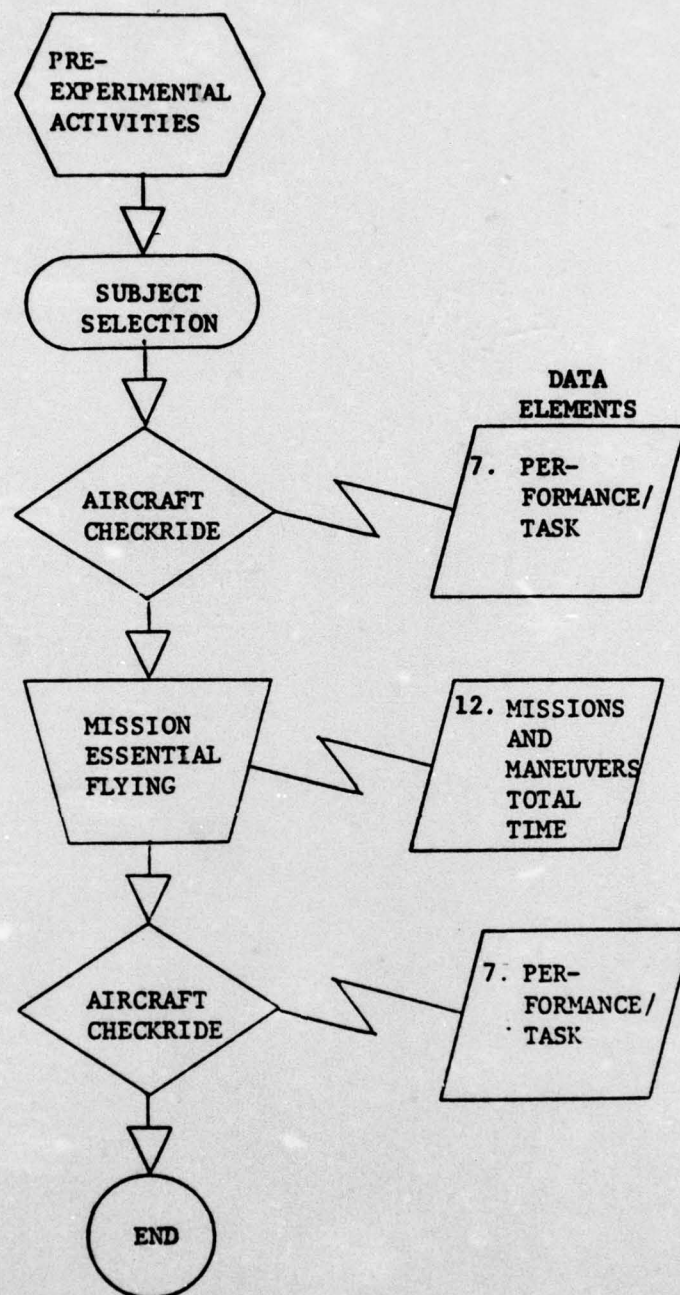 PRE-
EXPERIMENTAL
ACTIVITIES
SUBJECT
SELECTION
DATA
ELEMENTS
AIRCRAFT
CHECKRIDE
7. PER-
FORMANCE/
TASK
MISSION
ESSENTIAL
FLYING
12. MISSIONS
AND
MANEUVERS
TOTAL
TIME
AIRCRAFT
CHECKRIDE
7. PER-
FORMANCE/
TASK
END